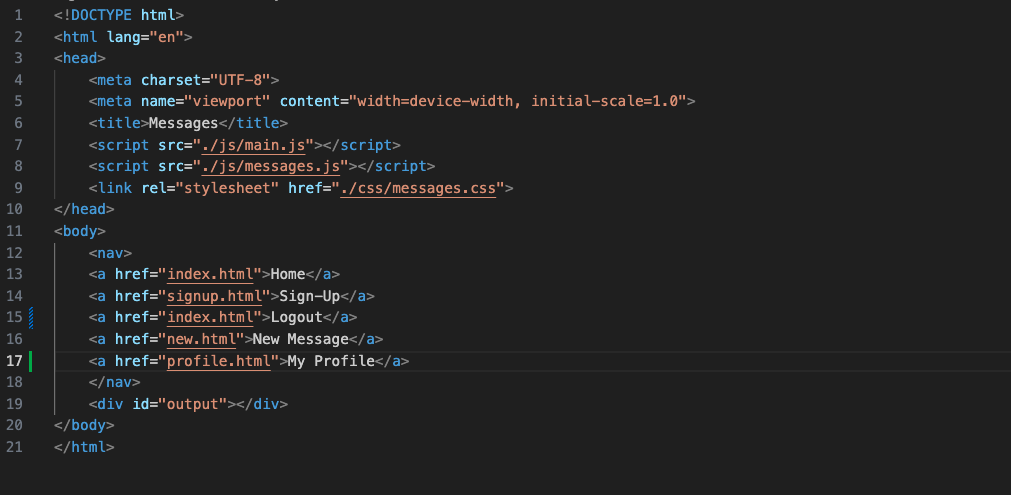 1 <!DOCTYPE html>
2 <html lang="en">
3 <head>
4     <meta charset="UTF-8">
5     <meta name="viewport" content="width=device-width, initial-scale=1.0">
6     <title>Messages</title>
7     <script src="./js/main.js"></script>
8     <script src="./js/messages.js"></script>
9     <link rel="stylesheet" href="./css/messages.css">
10 </head>
11 <body>
12     <nav>
13     <a href="index.html">Home</a>
14     <a href="signup.html">Sign-Up</a>
15     <a href="index.html">Logout</a>
16     <a href="new.html">New Message</a>
17     <a href="profile.html">My Profile</a>
18     </nav>
19     <div id="output"></div>
20 </body>
21 </html>